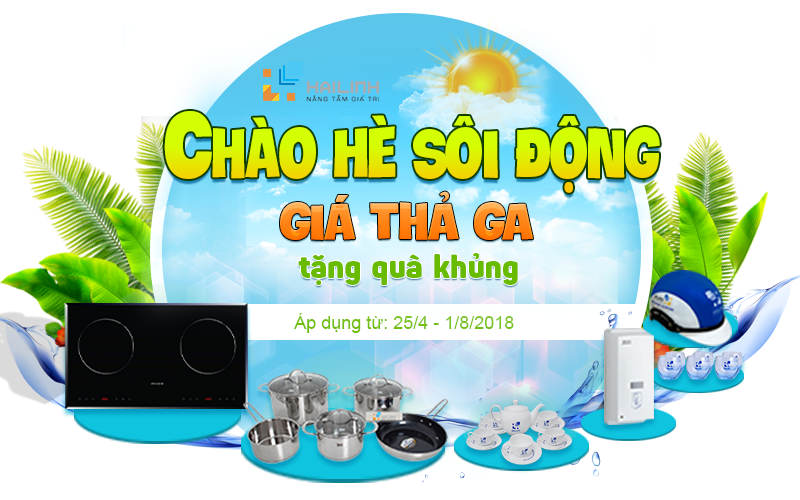 HAILINH
NÂNG TẦM GIÁ TRỊ
CHÀO HÈ SÔI ĐỘNG
GIÁ THẢ GA
tặng quà khủng
Áp dụng từ: 25/4 - 1/8/2018